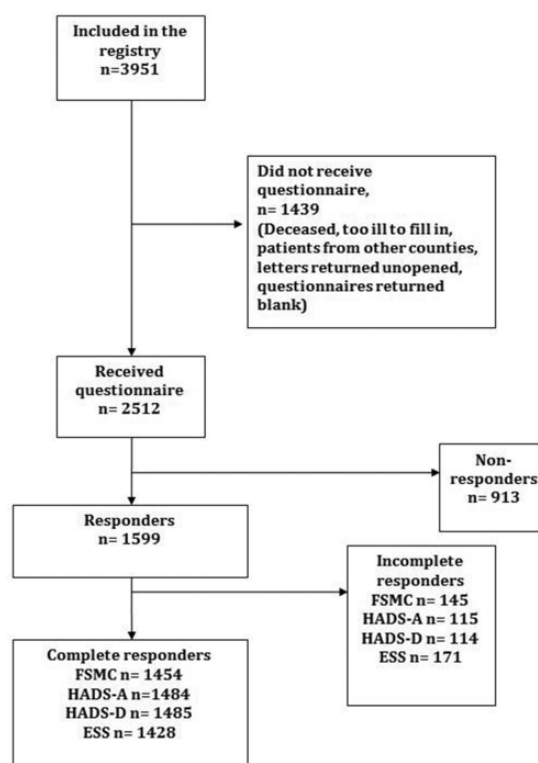 Included in the
registry
n=3951
Did not receive
questionnaire,
n= 1439
(Deceased, too ill to fill in,
patients from other counties,
letters returned unopened,
questionnaires returned
blank)
Received
questionnaire
n= 2512
Non-
responders
n= 913
Responders
n= 1599
Incomplete
responders
FSMC n= 145
HADS-A n= 115
HADS-D n= 114
ESS n= 171
Complete responders
FSMC n= 1454
HADS-A n=1484
HADS-D n= 1485
ESS n= 1428